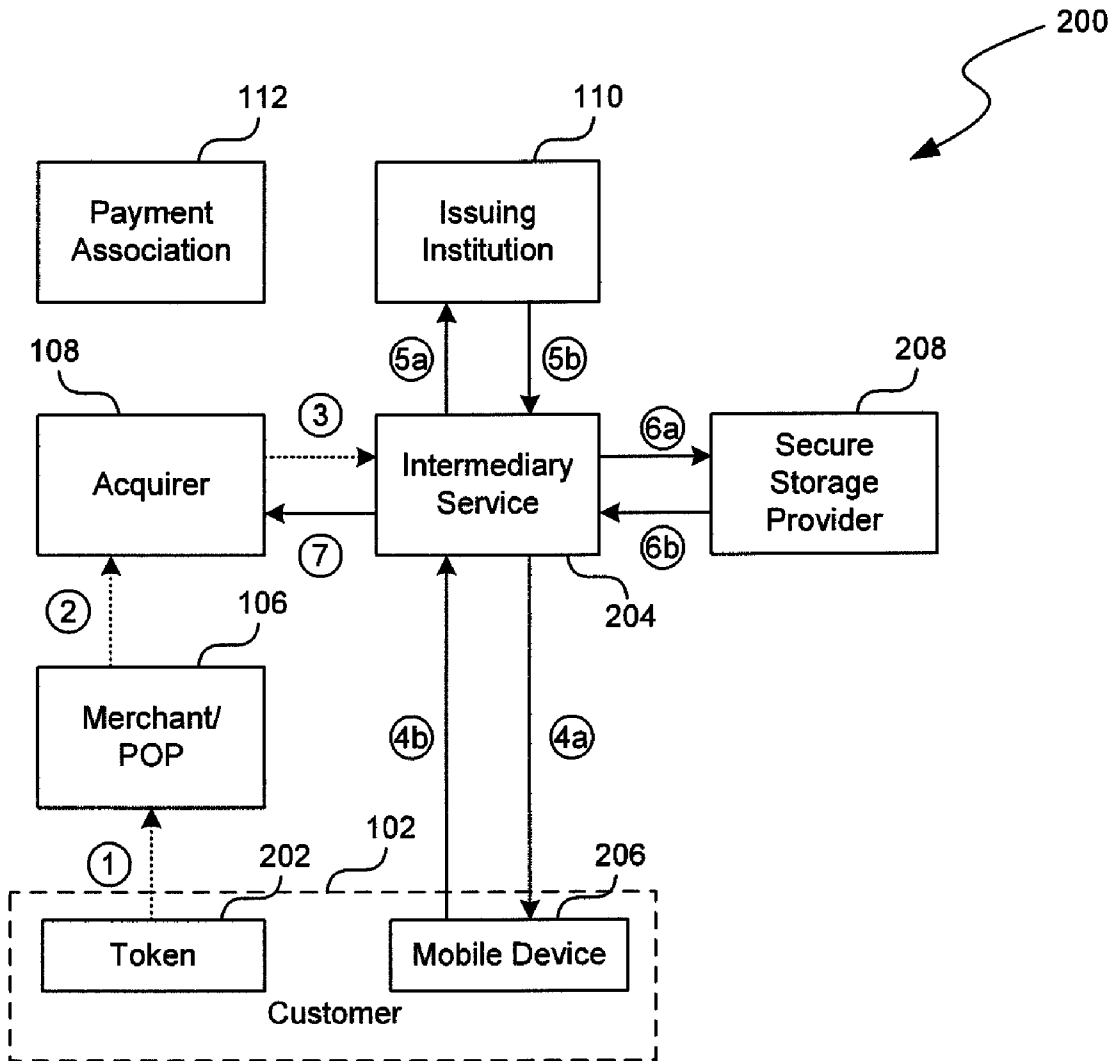 200
112
110
Payment
Association
Issuing
Institution
108
5a
5b
208
3
6a
Acquirer
Intermediary
Service
Secure
Storage
Provider
7
6b
2
106
204
Merchant/
POP
4b
4a
1
202
102
206
Token
Mobile Device
Customer